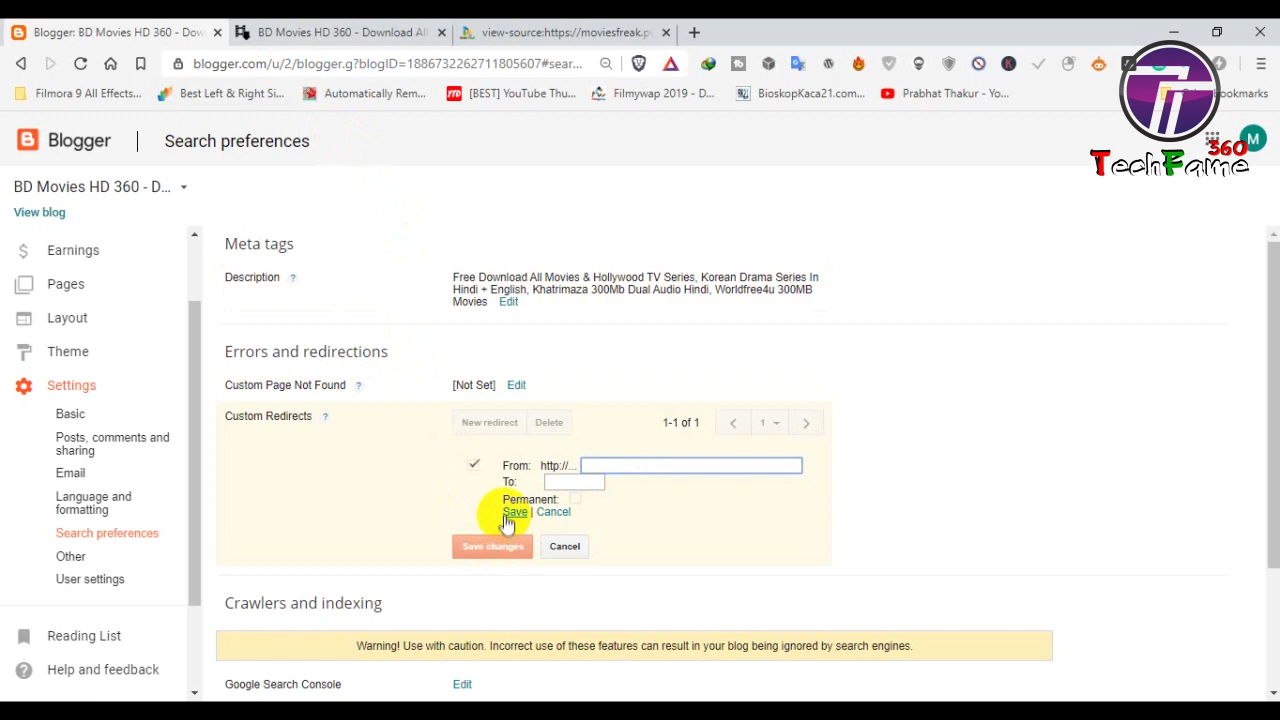 Blogger: BD Movies HD 360 - Dow
BD Movies HD 360 - Download All
view-source:https://moviesfreak.p
blogger.com/u/2/blogger.g?blogID=1886732262711805607#sear...
Filmora 9 All Effects...
Best Left & Right Si...
Automatically Rem...
[BEST] YouTube Thu...
Filmywap 2019 - D...
BioskopKaca21.com...
Prabhat Thakur - Yo...
bookmarks
TechFame
360
Blogger
Search preferences
M
BD Movies HD 360 - D...
View blog
Earnings
Pages
Layout
Theme
Settings
Basic
Posts, comments and
sharing
Email
Language and
formatting
Search preferences
Other
User settings
Reading List
Help and feedback
Meta tags
Description ?
Free Download All Movies & Hollywood TV Series, Korean Drama Series In
Hindi + English, Khatrimaza 300Mb Dual Audio Hindi, Worldfree4u 300MB
Movies Edit
Errors and redirections
Custom Page Not Found ? [Not Set] Edit
Custom Redirects ?
New redirect Delete 1-1 of 1 1
From: http://...
To:
Permanent:
Save | Cancel
Save changes Cancel
Crawlers and indexing
Warning! Use with caution. Incorrect use of these features can result in your blog being ignored by search engines.
Google Search Console Edit